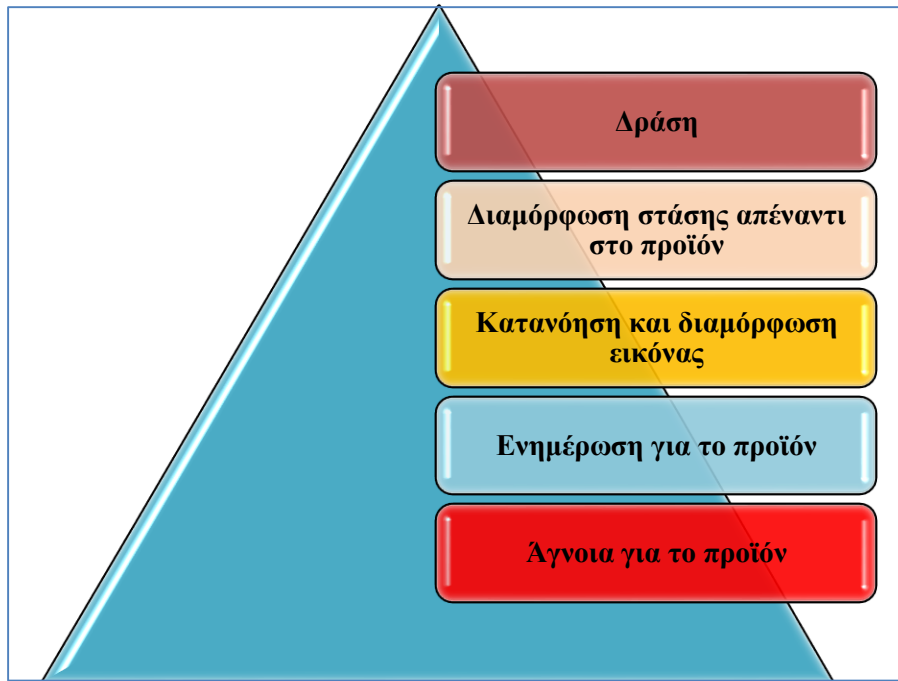 Δράση
Διαμόρφωση στάσης απέναντι
στο προϊόν
Κατανόηση και διαμόρφωση
εικόνας
Ενημέρωση για το προϊόν
Άγνοια για το προϊόν